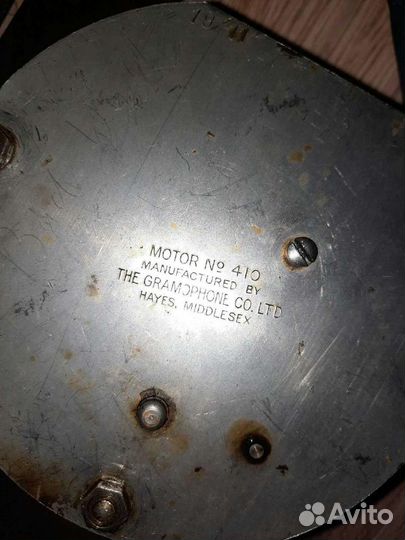 MOTOR Nº 410
MANUFACTURED BY
THE GRAMOPHONE CO. LTD
HAYES, MIDDLESEX
Avito